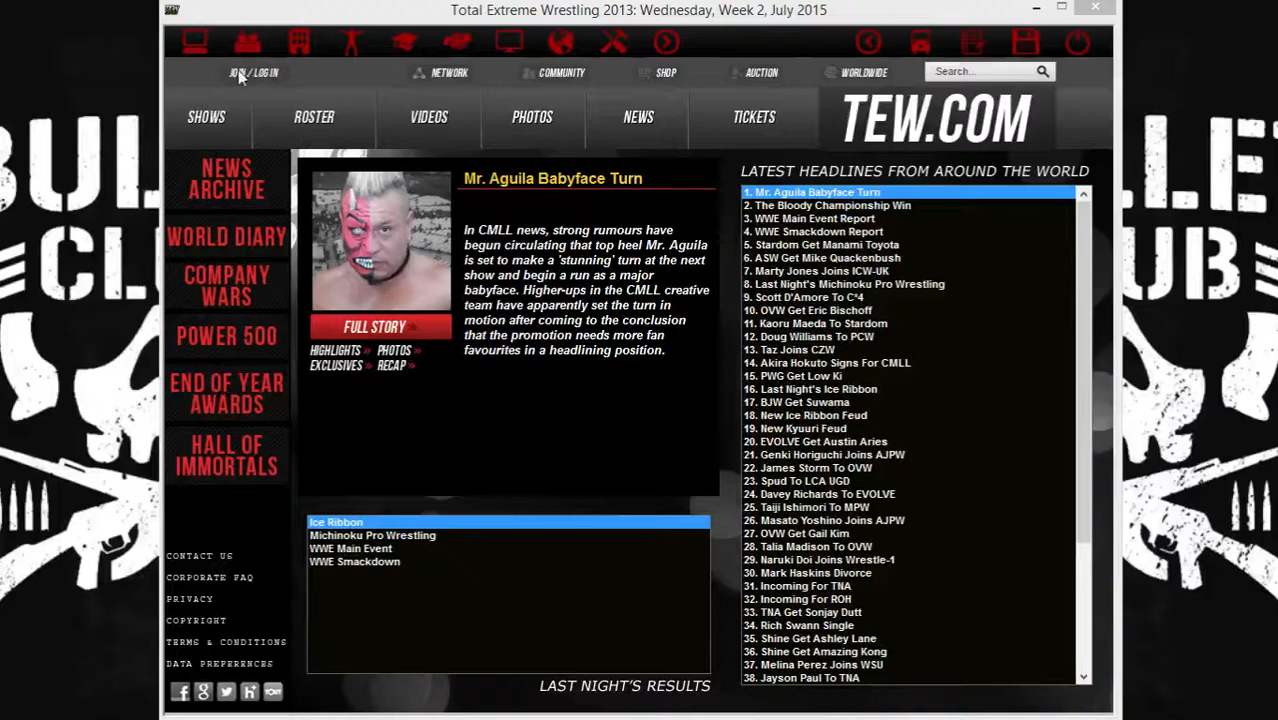 Total Extreme Wrestling 2013: Wednesday, Week 2, July 2015
JOIN / LOG IN
NETWORK
COMMUNITY
SHOP
AUCTION
WORLDWIDE
Search...
SHOWS
ROSTER
VIDEOS
PHOTOS
NEWS
TICKETS
TEW.COM
NEWS
ARCHIVE
WORLD DIARY
COMPANY
WARS
POWER 500
END OF YEAR
AWARDS
HALL OF
IMMORTALS
CONTACT US
CORPORATE FAQ
PRIVACY
COPYRIGHT
TERMS & CONDITIONS
DATA PREFERENCES
Mr. Aguila Babyface Turn
In CMLL news, strong rumours have
begun circulating that top heel Mr. Aguila
is set to make a 'stunning' turn at the next
show and begin a run as a major
babyface. Higher-ups in the CMLL creative
team have apparently set the turn in
motion after coming to the conclusion
that the promotion needs more fan
favourites in a headlining position.
FULL STORY »
HIGHLIGHTS » PHOTOS »
EXCLUSIVES » RECAP »
Ice Ribbon
Michinoku Pro Wrestling
WWE Main Event
WWE Smackdown
LAST NIGHT'S RESULTS
LATEST HEADLINES FROM AROUND THE WORLD
1. Mr. Aguila Babyface Turn
2. The Bloody Championship Win
3. WWE Main Event Report
4. WWE Smackdown Report
5. Stardom Get Manami Toyota
6. ASW Get Mike Quackenbush
7. Marty Jones Joins ICW-UK
8. Last Night's Michinoku Pro Wrestling
9. Scott D'Amore To C*4
10. OVW Get Eric Bischoff
11. Kaoru Maeda To Stardom
12. Doug Williams To PCW
13. Taz Joins CZW
14. Akira Hokuto Signs For CMLL
15. PWG Get Low Ki
16. Last Night's Ice Ribbon
17. BJW Get Suwama
18. New Ice Ribbon Feud
19. New Kyuuri Feud
20. EVOLVE Get Austin Aries
21. Genki Horiguchi Joins AJPW
22. James Storm To OVW
23. Spud To LCA UGD
24. Davey Richards To EVOLVE
25. Taiji Ishimori To MPW
26. Masato Yoshino Joins AJPW
27. OVW Get Gail Kim
28. Talia Madison To OVW
29. Naruki Doi Joins Wrestle-1
30. Mark Haskins Divorce
31. Incoming For TNA
32. Incoming For ROH
33. TNA Get Sonjay Dutt
34. Rich Swann Single
35. Shine Get Ashley Lane
36. Shine Get Amazing Kong
37. Melina Perez Joins WSU
38. Jayson Paul To TNA